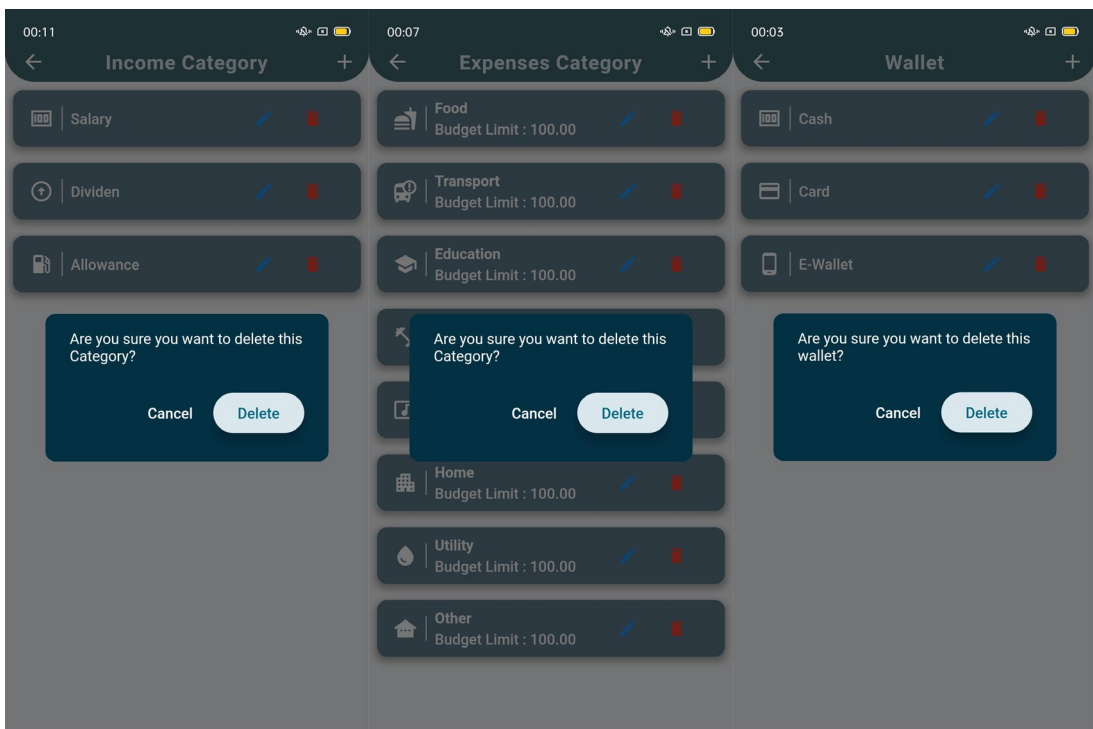 00:11
Income Category
Salary
Dividen
Allowance
Are you sure you want to delete this
Category?
Cancel
Delete
00:07
Expenses Category
Food
Budget Limit : 100.00
Transport
Budget Limit : 100.00
Education
Budget Limit : 100.00
Are you sure you want to delete this
Category?
Cancel
Delete
Home
Budget Limit : 100.00
Utility
Budget Limit : 100.00
Other
Budget Limit : 100.00
00:03
Wallet
Cash
Card
E-Wallet
Are you sure you want to delete this
wallet?
Cancel
Delete